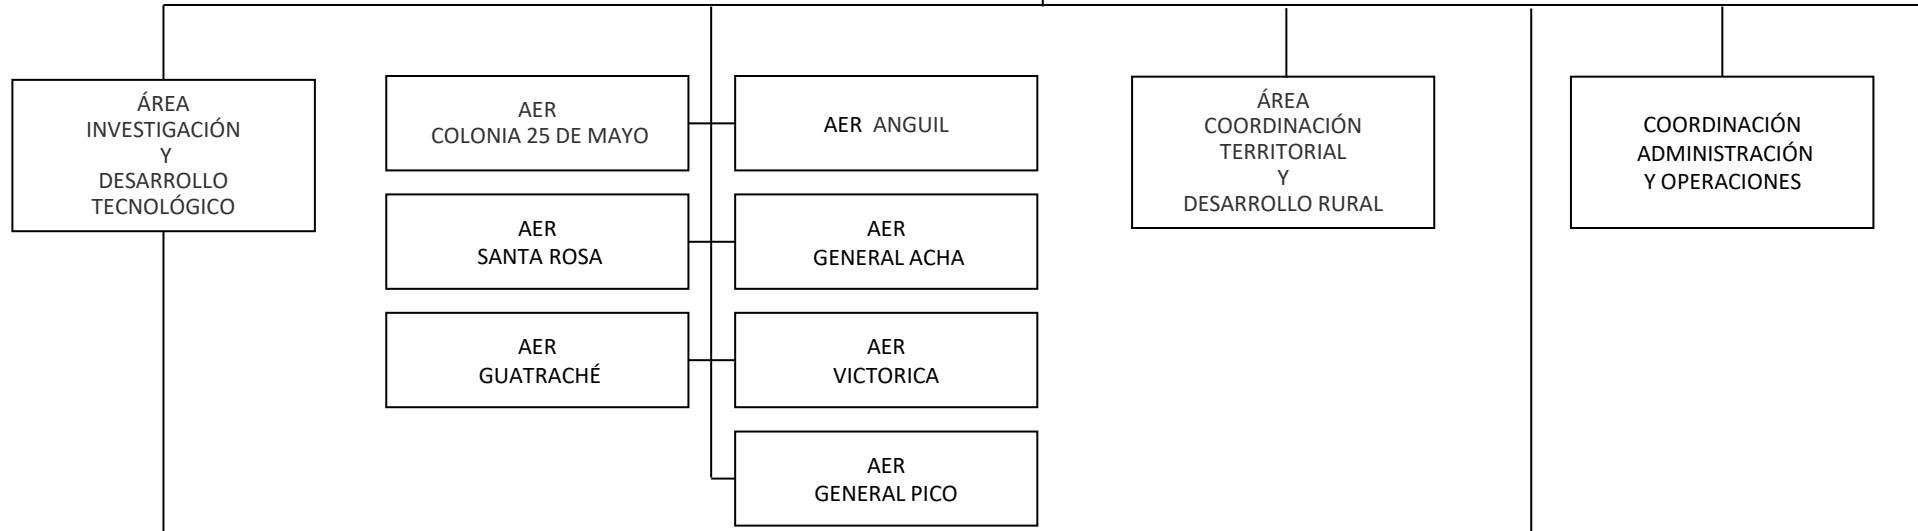 ÁREA
INVESTIGACIÓN
Y
DESARROLLO
TECNOLÓGICO
AER
COLONIA 25 DE MAYO
AER ANGUIL
AER
SANTA ROSA
AER
GENERAL ACHA
AER
GUATRACHÉ
AER
VICTORICA
AER
GENERAL PICO
ÁREA
COORDINACIÓN
TERRITORIAL
Y
DESARROLLO RURAL
COORDINACIÓN
ADMINISTRACIÓN
Y OPERACIONES